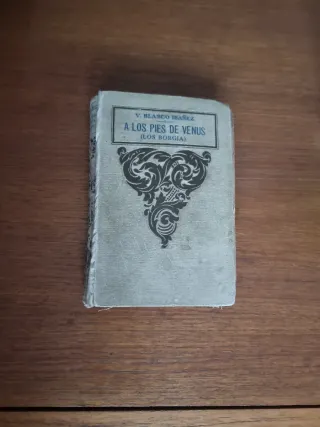 V. BLASCO IBAÑEZ
A LOS PIES DE VENUS
(LOS BORGIA)